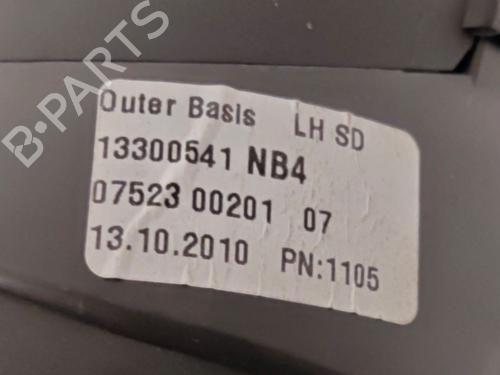 Outer Basis LH SD
13300541 NB4
07523 00201 07
13.10.2010 PN:1105
B-PARTS